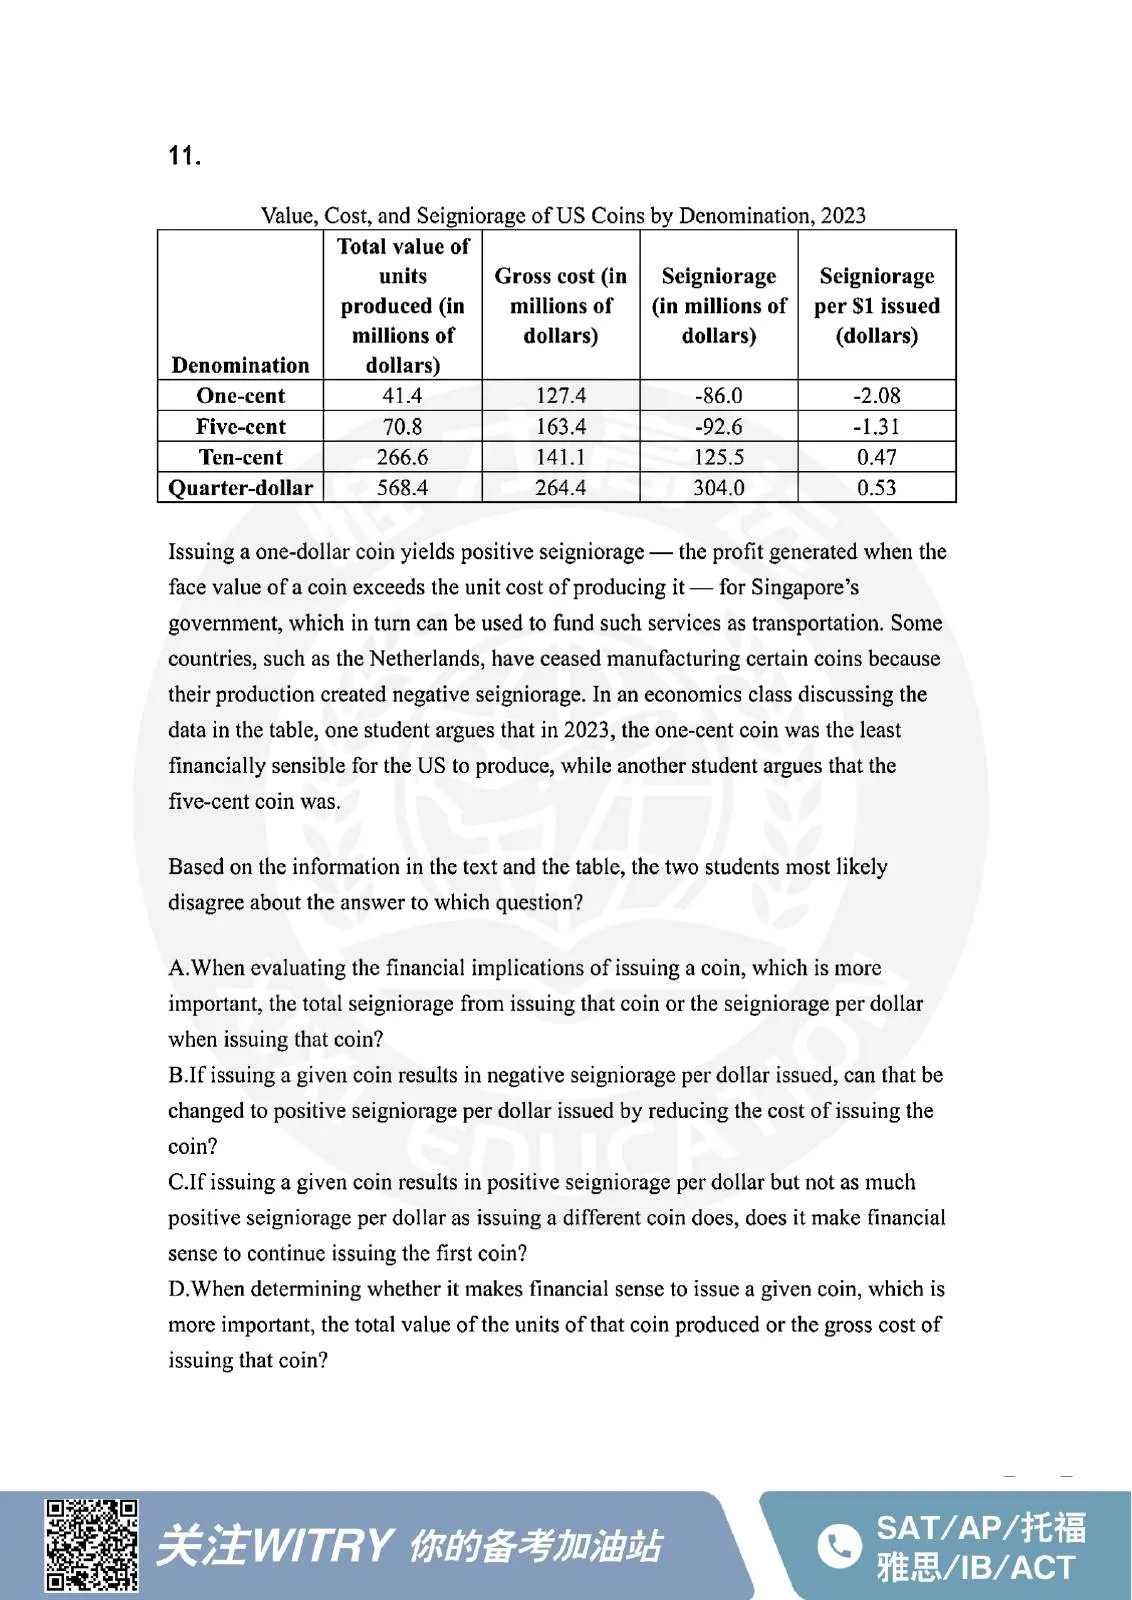 11.
Value, Cost, and Seigniorage of US Coins by Denomination, 2023
Denomination | Total value of units produced (in millions of dollars) | Gross cost (in millions of dollars) | Seigniorage (in millions of dollars) | Seigniorage per $1 issued (dollars)
One-cent | 41.4 | 127.4 | -86.0 | -2.08
Five-cent | 70.8 | 163.4 | -92.6 | -1.31
Ten-cent | 266.6 | 141.1 | 125.5 | 0.47
Quarter-dollar | 568.4 | 264.4 | 304.0 | 0.53
Issuing a one-dollar coin yields positive seigniorage — the profit generated when the
face value of a coin exceeds the unit cost of producing it — for Singapore’s
government, which in turn can be used to fund such services as transportation. Some
countries, such as the Netherlands, have ceased manufacturing certain coins because
their production created negative seigniorage. In an economics class discussing the
data in the table, one student argues that in 2023, the one-cent coin was the least
financially sensible for the US to produce, while another student argues that the
five-cent coin was.
Based on the information in the text and the table, the two students most likely
disagree about the answer to which question?
A.When evaluating the financial implications of issuing a coin, which is more
important, the total seigniorage from issuing that coin or the seigniorage per dollar
when issuing that coin?
B.If issuing a given coin results in negative seigniorage per dollar issued, can that be
changed to positive seigniorage per dollar issued by reducing the cost of issuing the
coin?
C.If issuing a given coin results in positive seigniorage per dollar but not as much
positive seigniorage per dollar as issuing a different coin does, does it make financial
sense to continue issuing the first coin?
D.When determining whether it makes financial sense to issue a given coin, which is
more important, the total value of the units of that coin produced or the gross cost of
issuing that coin?
EDUCATION
关注WITRY 你的备考加油站
SAT/AP/托福
雅思/IB/ACT